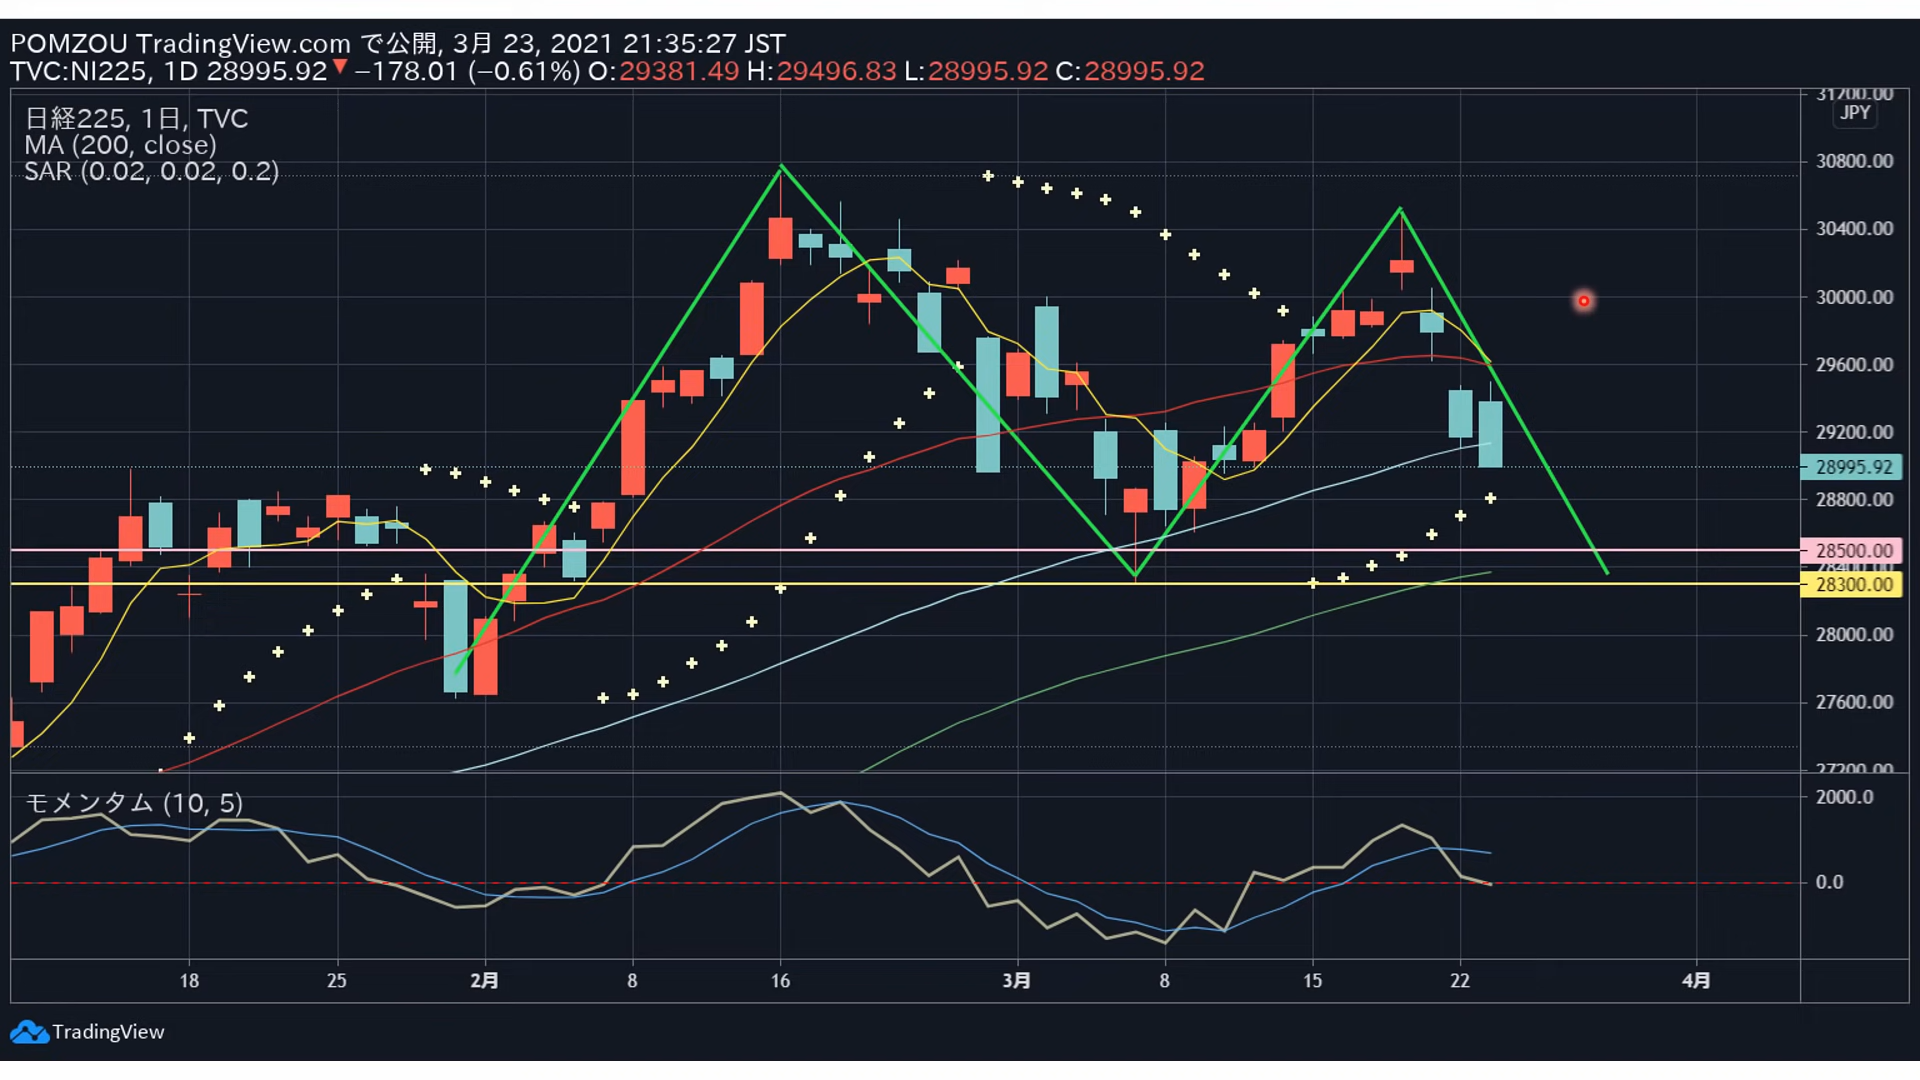 POMZOU TradingView.com で公開, 3月 23, 2021 21:35:27 JST
TVC:NI225, 1D 28995.92 ▼ −178.01 (−0.61%) O:29381.49 H:29496.83 L:28995.92 C:28995.92
日経225, 1日, TVC
MA (200, close)
SAR (0.02, 0.02, 0.2)
31200.00
JPY
30800.00
30400.00
30000.00
29600.00
29200.00
28995.92
28800.00
28500.00
28400.00
28300.00
28000.00
27600.00
27200.00
モメンタム (10, 5)
2000.0
0.0
18 25 2月 8 16 3月 8 15 22 4月
TradingView